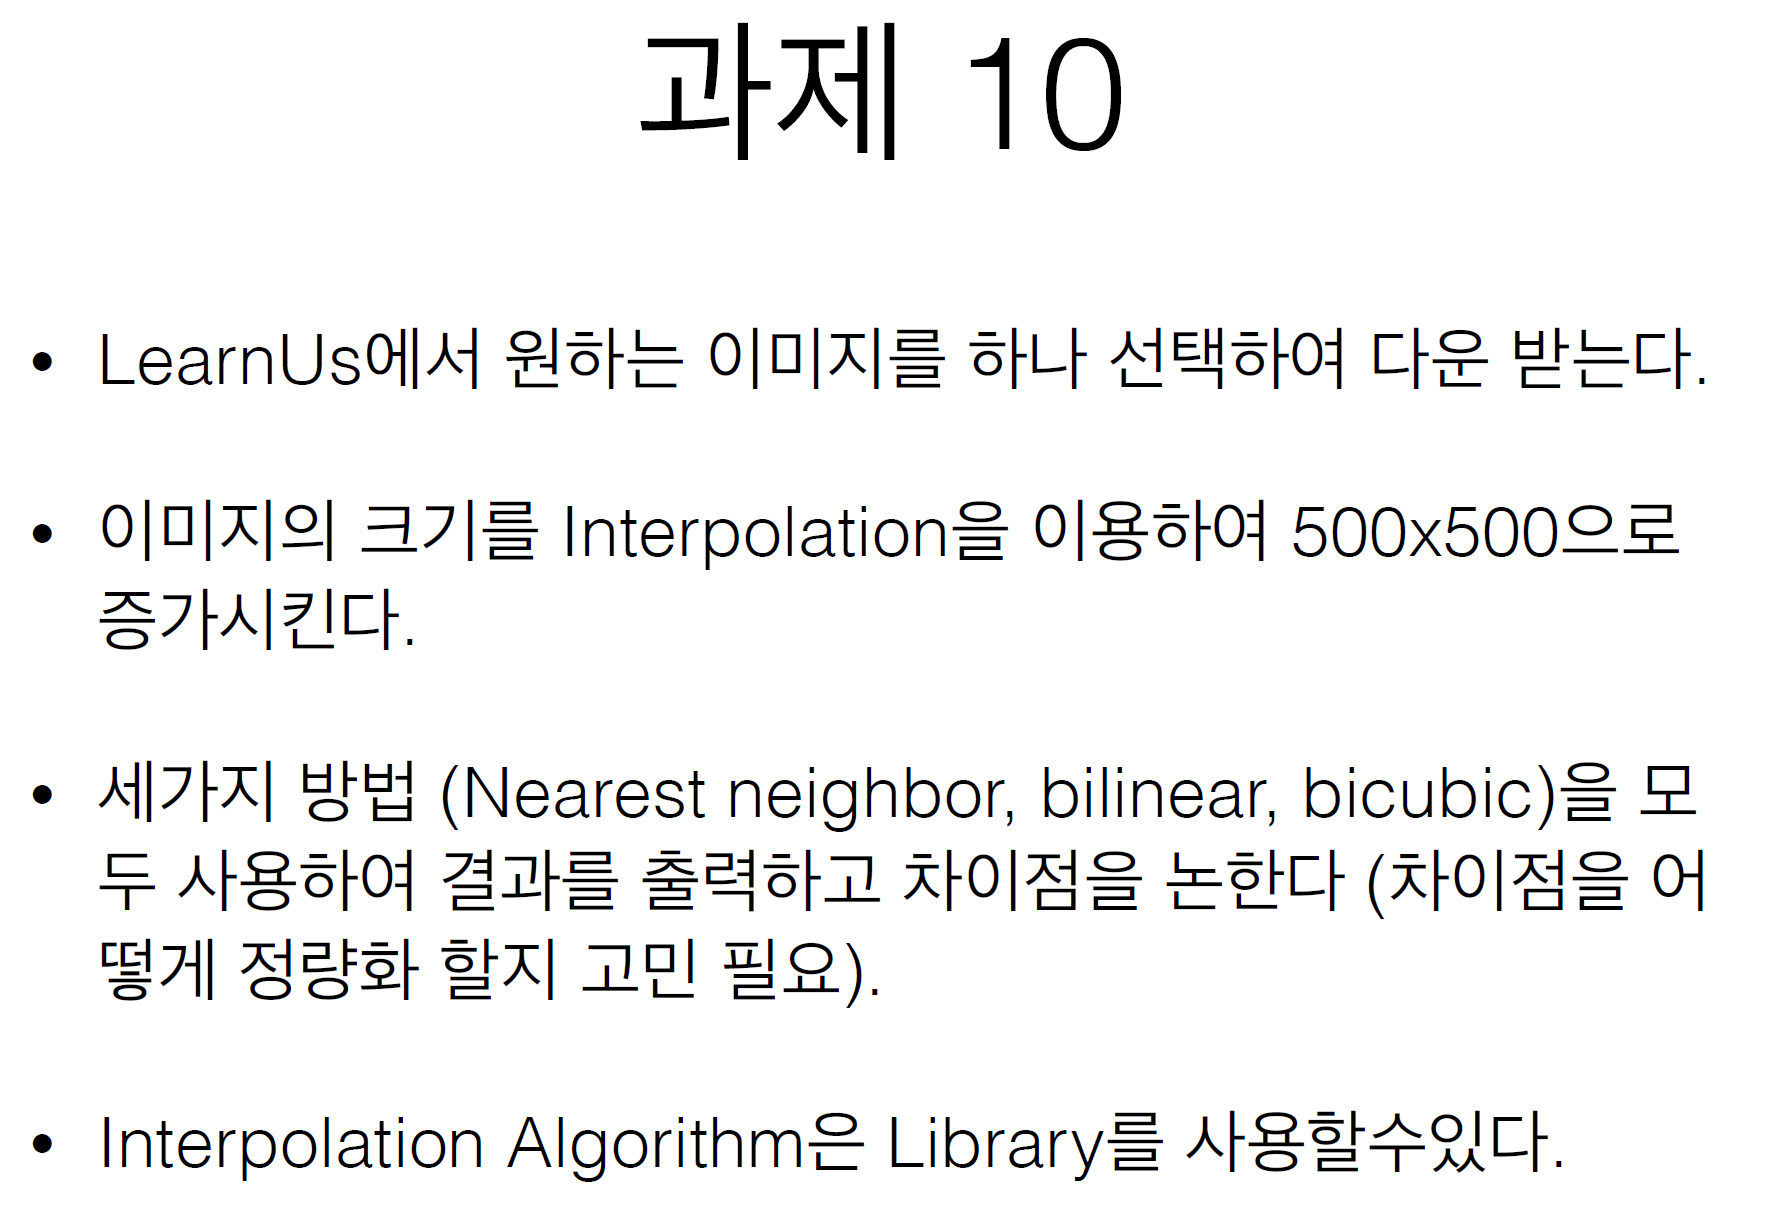 과제 10
• LearnUs에서 원하는 이미지를 하나 선택하여 다운 받는다.
• 이미지의 크기를 Interpolation을 이용하여 500x500으로
증가시킨다.
• 세가지 방법 (Nearest neighbor, bilinear, bicubic)을 모
두 사용하여 결과를 출력하고 차이점을 논한다 (차이점을 어
떻게 정량화 할지 고민 필요).
• Interpolation Algorithm은 Library를 사용할수있다.